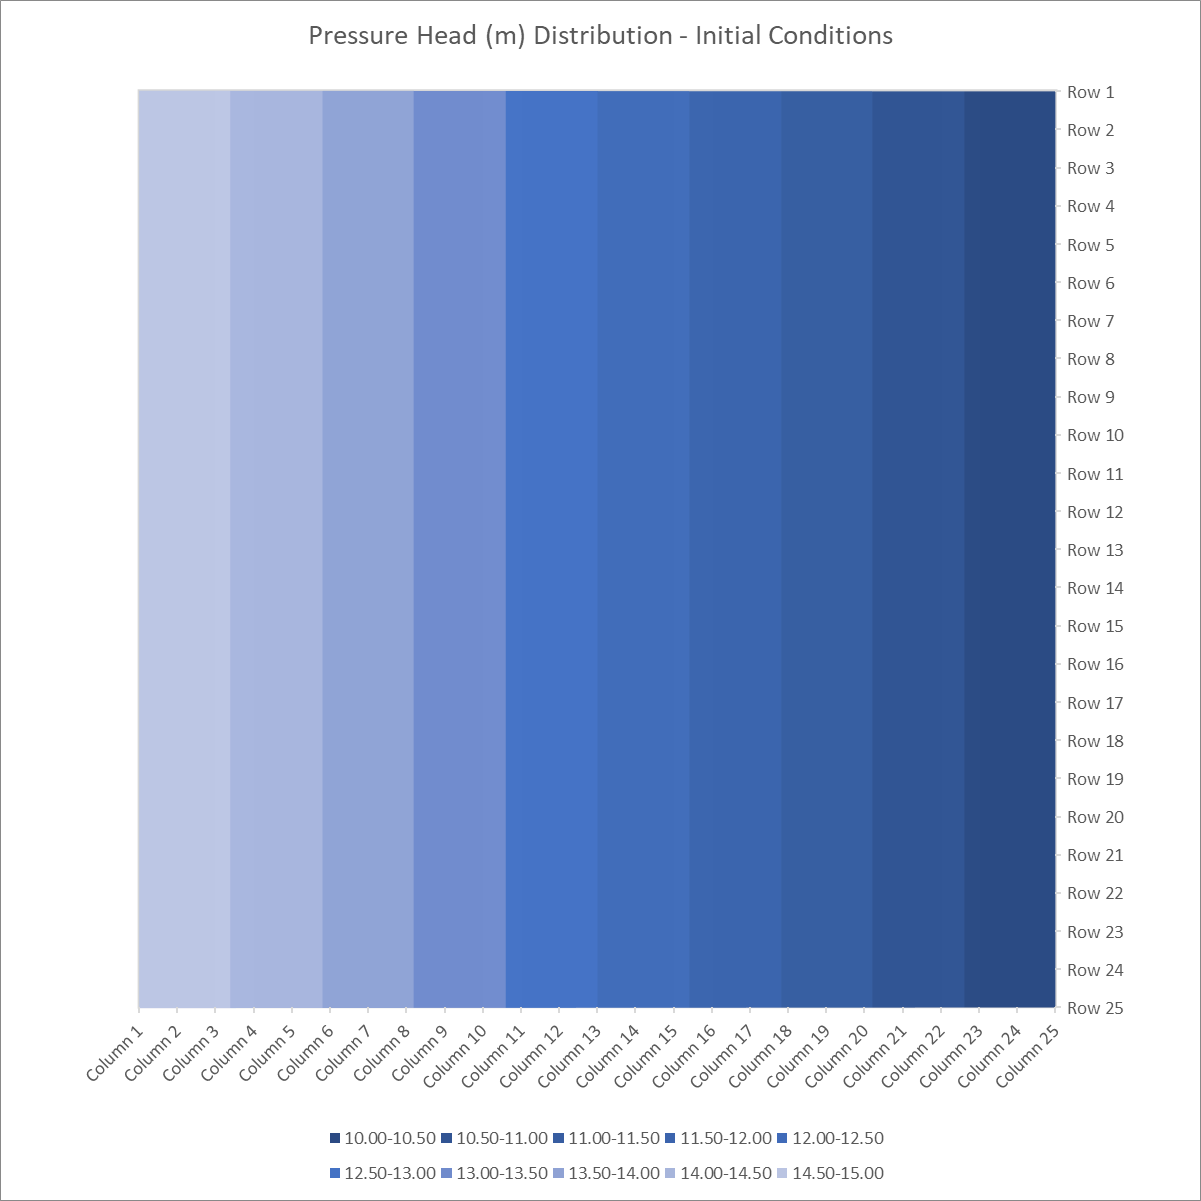 Pressure Head (m) Distribution - Initial Conditions
Row 1
Row 2
Row 3
Row 4
Row 5
Row 6
Row 7
Row 8
Row 9
Row 10
Row 11
Row 12
Row 13
Row 14
Row 15
Row 16
Row 17
Row 18
Row 19
Row 20
Row 21
Row 22
Row 23
Row 24
Row 25
Column 1
Column 2
Column 3
Column 4
Column 5
Column 6
Column 7
Column 8
Column 9
Column 10
Column 11
Column 12
Column 13
Column 14
Column 15
Column 16
Column 17
Column 18
Column 19
Column 20
Column 21
Column 22
Column 23
Column 24
Column 25
10.00-10.50 10.50-11.00 11.00-11.50 11.50-12.00 12.00-12.50
12.50-13.00 13.00-13.50 13.50-14.00 14.00-14.50 14.50-15.00